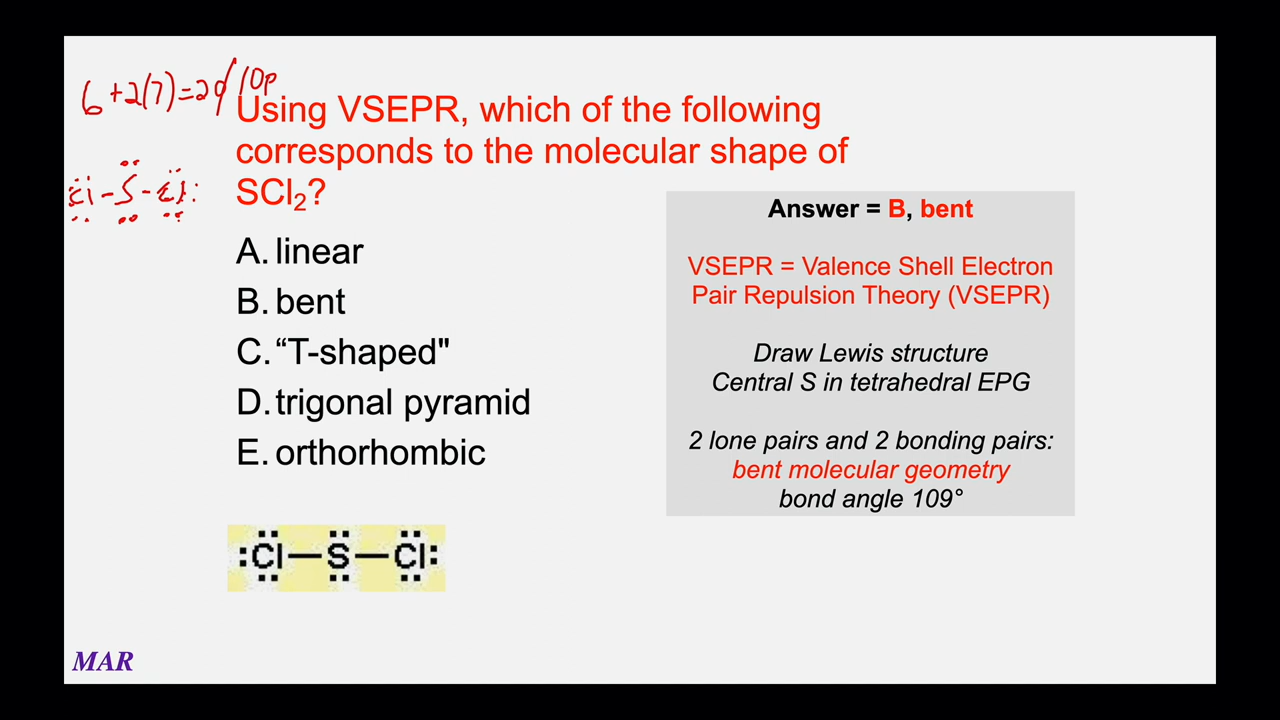 6 + 2(7) = 20/10p
Using VSEPR, which of the following
corresponds to the molecular shape of
SCl₂?
Cl - S - Cl
A. linear
B. bent
C. “T-shaped"
D. trigonal pyramid
E. orthorhombic
:Cl—S—Cl:
Answer = B, bent
VSEPR = Valence Shell Electron
Pair Repulsion Theory (VSEPR)
Draw Lewis structure
Central S in tetrahedral EPG
2 lone pairs and 2 bonding pairs:
bent molecular geometry
bond angle 109°
MAR